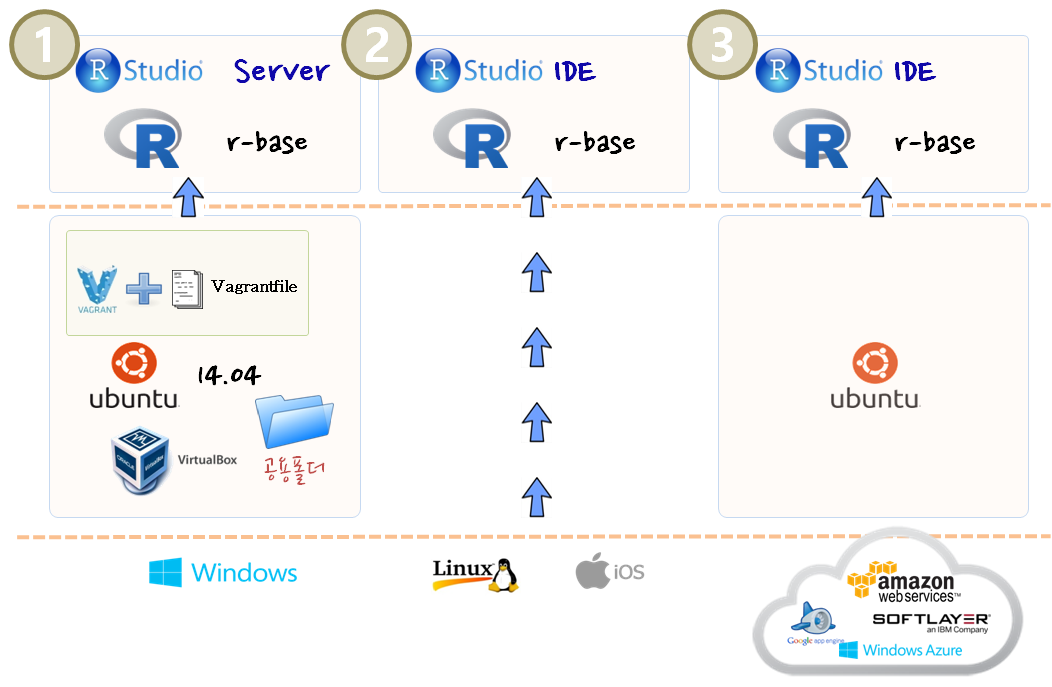 1
R Studio Server
R r-base
2
R Studio IDE
R r-base
3
R Studio IDE
R r-base
VAGRANT
Vagrantfile
ubuntu
14.04
ORACLE
VirtualBox
VirtualBox
공용폴더
ubuntu
Windows
Linux
iOS
amazon
web services™
SOFTLAYER®
an IBM Company
Google app engine
Windows Azure